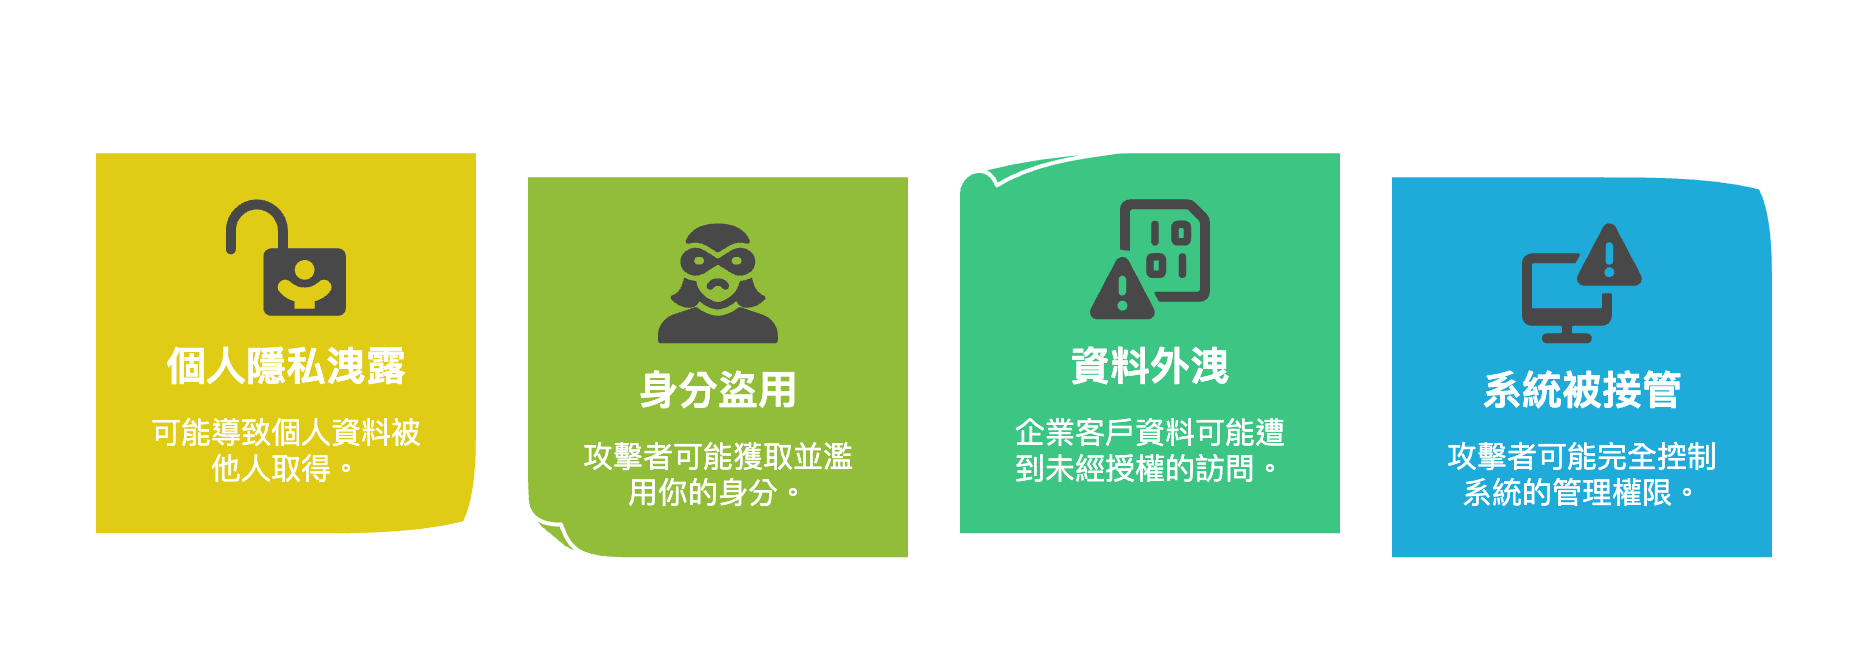 個人隱私洩露
可能導致個人資料被
他人取得。
身分盜用
攻擊者可能獲取並濫
用你的身分。
10
01
資料外洩
企業客戶資料可能遭
到未經授權的訪問。
系統被接管
攻擊者可能完全控制
系統的管理權限。